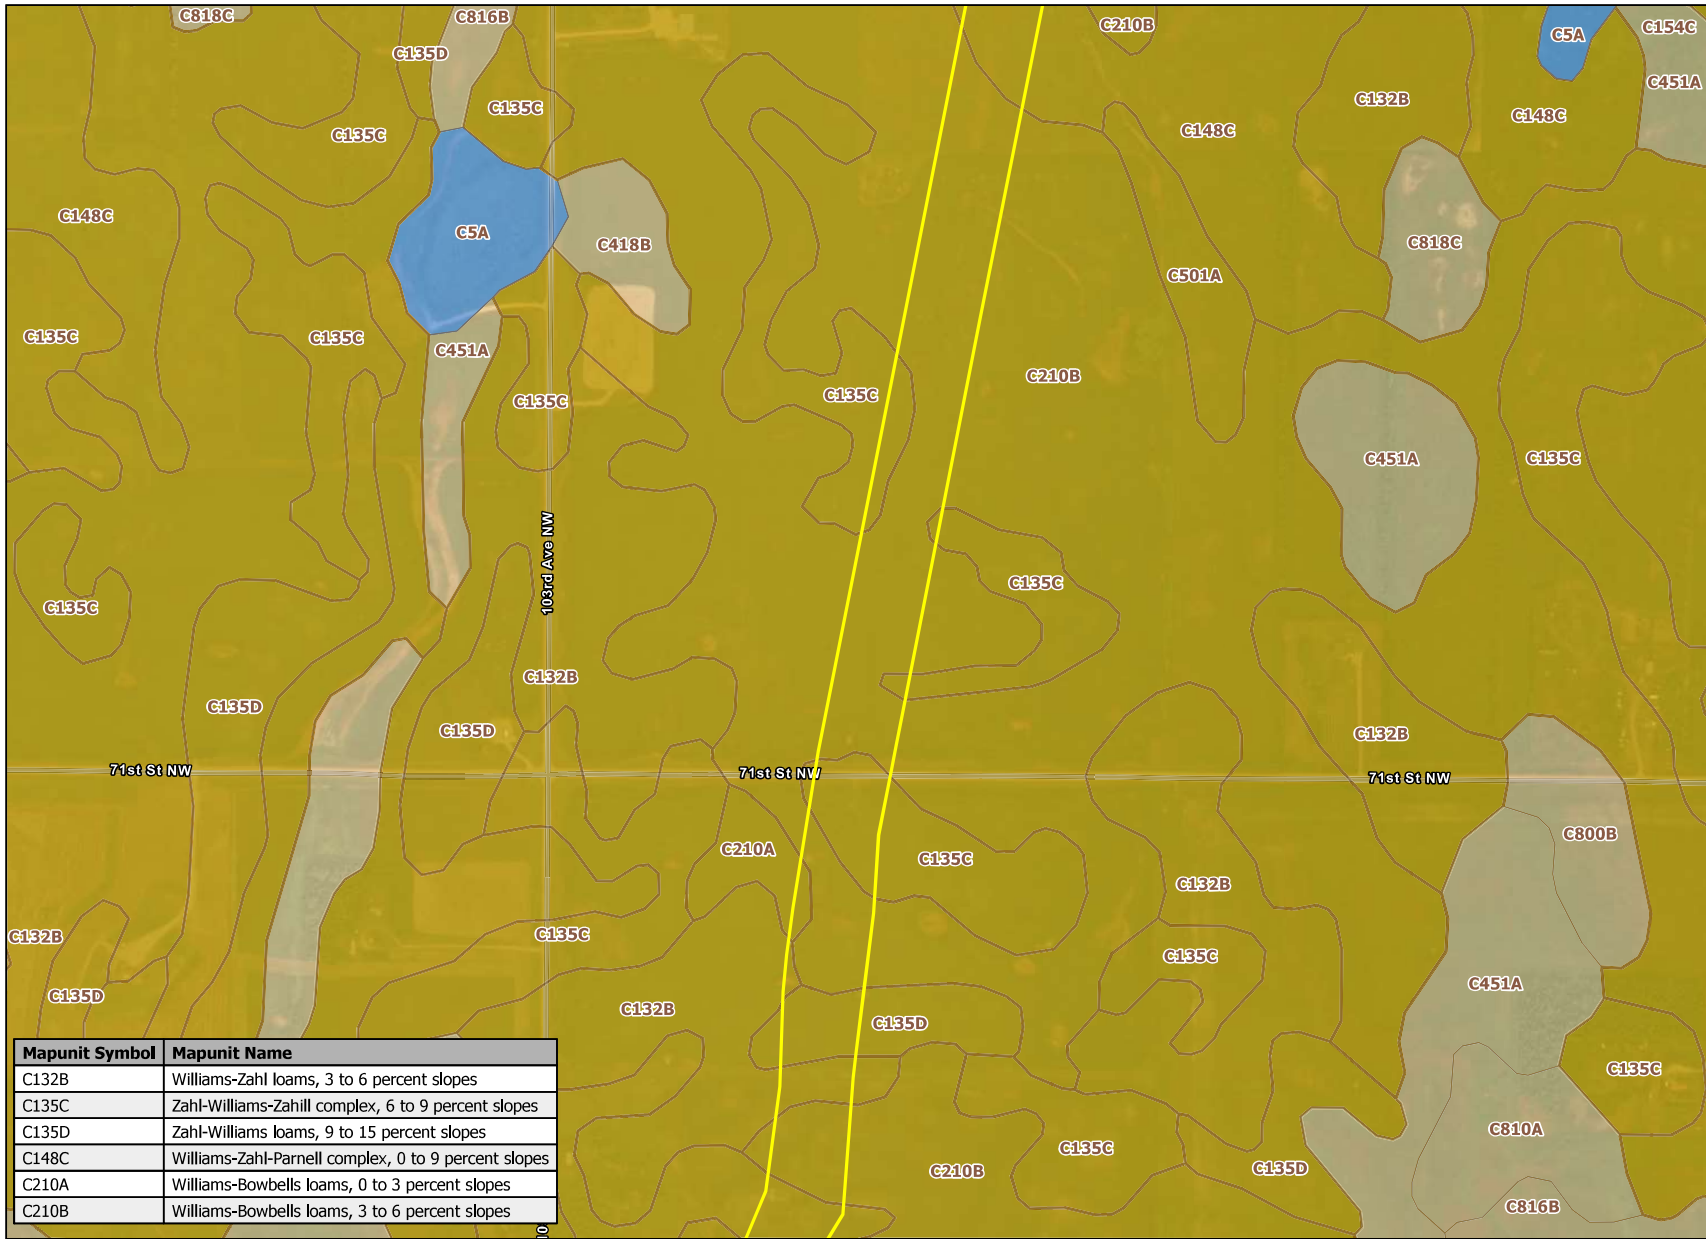 C818C
C816B
C210B
C5A
C154C
C135D
C451A
C135C
C132B
C148C
C148C
C135C
C148C
C5A
C418B
C818C
C501A
C135C
C135C
C451A
C210B
C135C
C135C
C451A
C135C
103rd Ave NW
C135C
C135C
C132B
C135D
C135D
C132B
71st St NW
71st St NW
71st St NW
C800B
C210A
C135C
C132B
C132B
C135C
C135C
C451A
C135D
C132B
C135D
C135C
C810A
C135C
C210B
C135D
C816B
Mapunit Symbol Mapunit Name
C132B Williams-Zahl loams, 3 to 6 percent slopes
C135C Zahl-Williams-Zahill complex, 6 to 9 percent slopes
C135D Zahl-Williams loams, 9 to 15 percent slopes
C148C Williams-Zahl-Parnell complex, 0 to 9 percent slopes
C210A Williams-Bowbells loams, 0 to 3 percent slopes
C210B Williams-Bowbells loams, 3 to 6 percent slopes